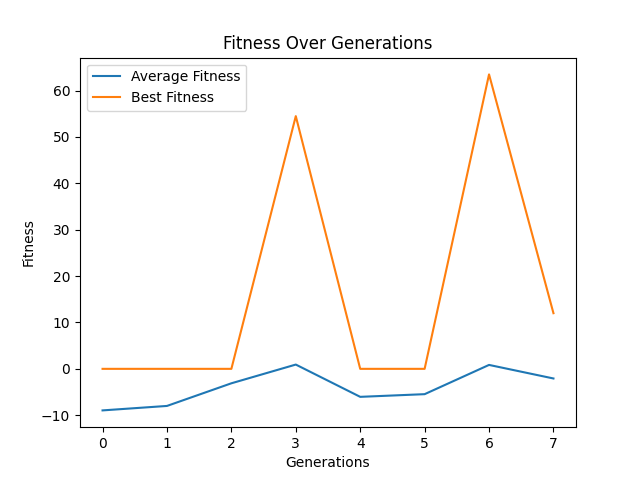 Fitness Over Generations
Average Fitness
Best Fitness
Fitness
60
50
40
30
20
10
0
−10
0 1 2 3 4 5 6 7
Generations